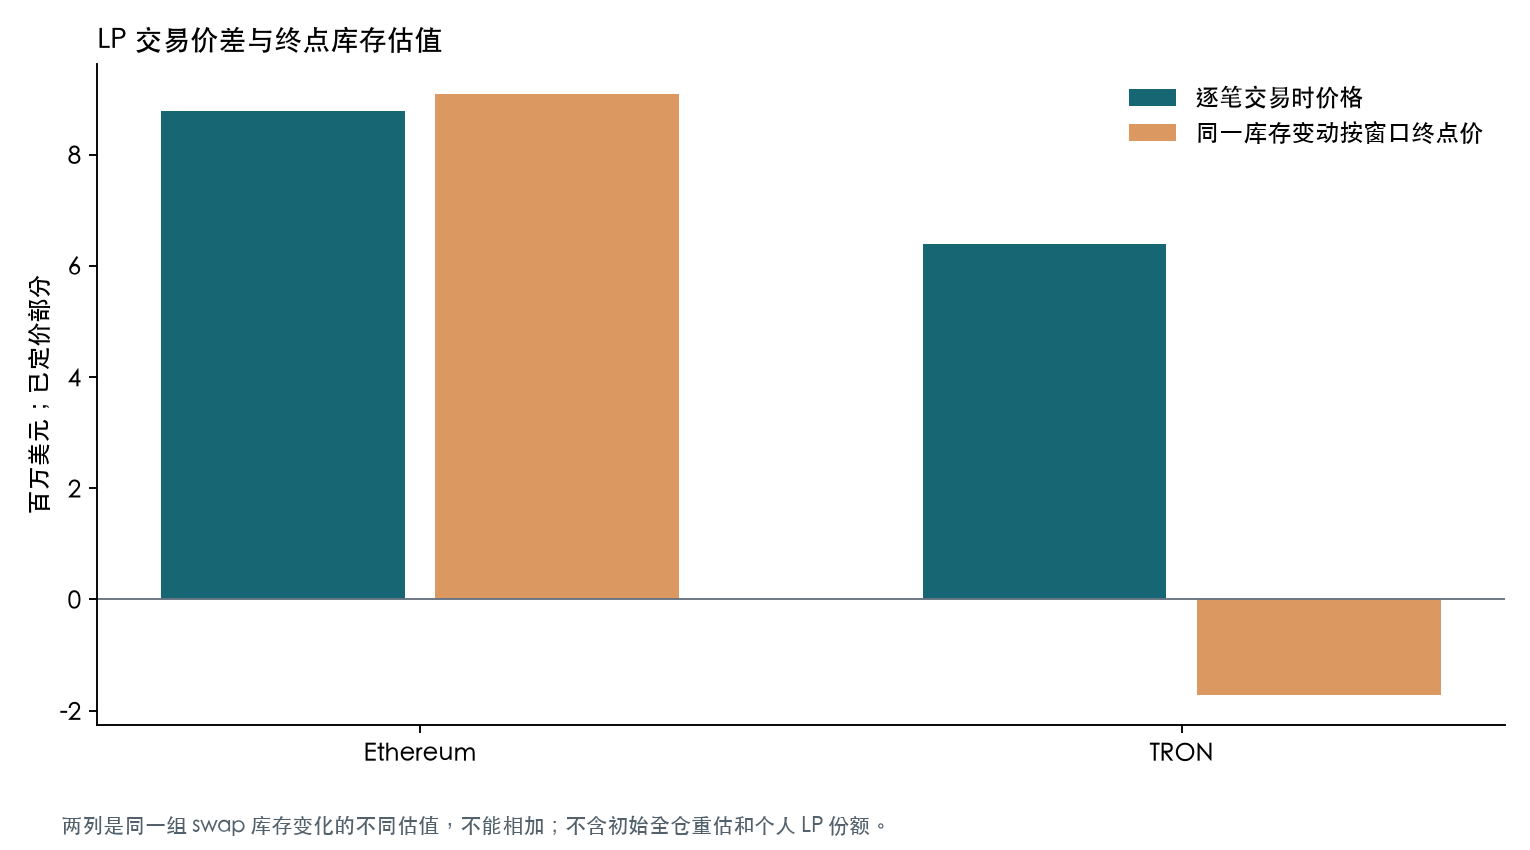 LP 交易价差与终点库存估值
逐笔交易时价格
同一库存变动按窗口终点价
百万美元；已定价部分
8
6
4
2
0
-2
Ethereum
TRON
两列是同一组 swap 库存变化的不同估值，不能相加；不含初始全仓重估和个人 LP 份额。